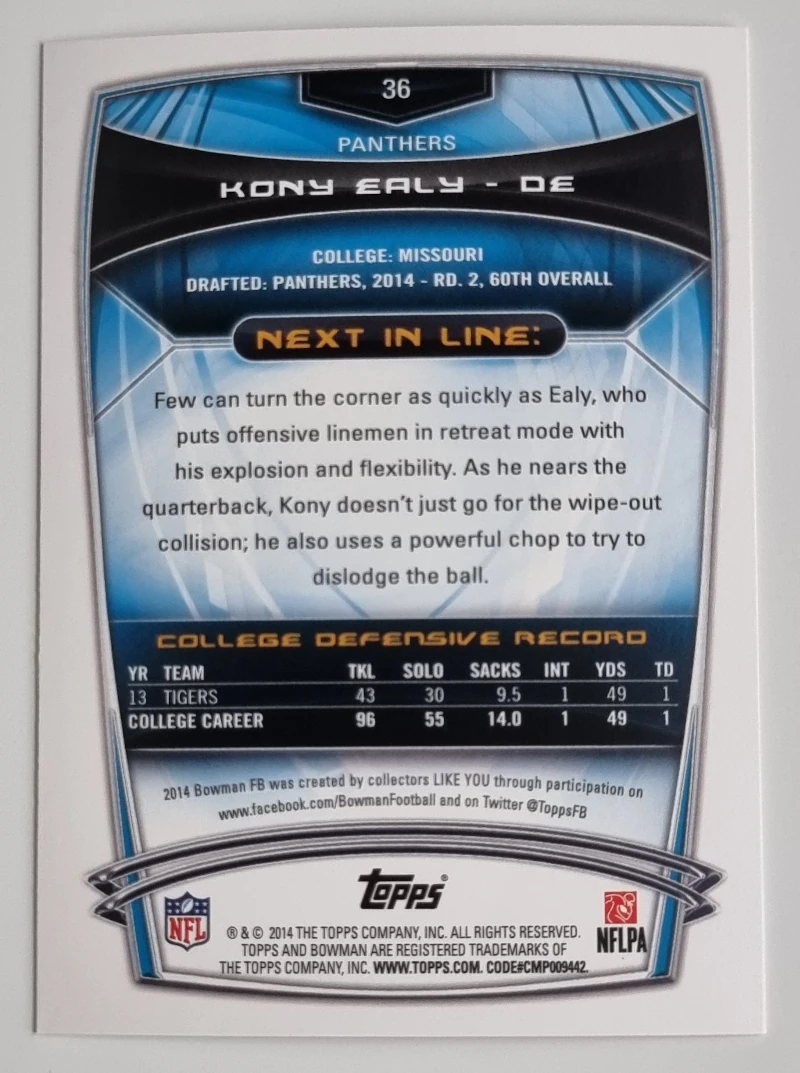 36
PANTHERS
KONY EALY - DE
COLLEGE: MISSOURI
DRAFTED: PANTHERS, 2014 - RD. 2, 60TH OVERALL
NEXT IN LINE:
Few can turn the corner as quickly as Ealy, who
puts offensive linemen in retreat mode with
his explosion and flexibility. As he nears the
quarterback, Kony doesn't just go for the wipe-out
collision; he also uses a powerful chop to try to
dislodge the ball.
COLLEGE DEFENSIVE RECORD
YR TEAM TKL SOLO SACKS INT YDS TD
13 TIGERS 43 30 9.5 1 49 1
COLLEGE CAREER 96 55 14.0 1 49 1
2014 Bowman FB was created by collectors LIKE YOU through participation on
www.facebook.com/BowmanFootball and on Twitter @ToppsFB
Topps
NFL
NFLPA
® & © 2014 THE TOPPS COMPANY, INC. ALL RIGHTS RESERVED.
TOPPS AND BOWMAN ARE REGISTERED TRADEMARKS OF
THE TOPPS COMPANY, INC. WWW.TOPPS.COM. CODE#CMP009442.